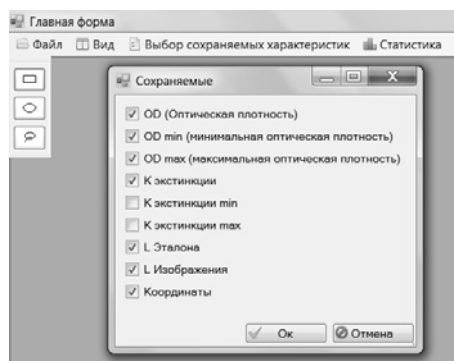 Главная форма
Файл Вид Выбор сохраняемых характеристик Статистика
Сохраняемые
OD (Оптическая плотность)
OD min (минимальная оптическая плотность)
OD max (максимальная оптическая плотность)
К экстинкции
К экстинкции min
К экстинкции max
L Эталона
L Изображения
Координаты
Ок Отмена